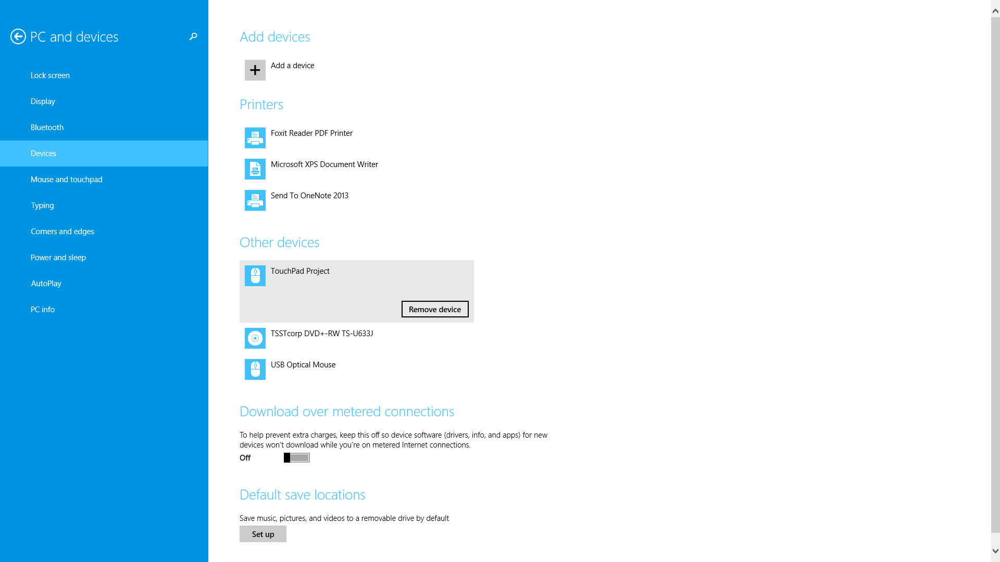 PC and devices
Lock screen
Display
Bluetooth
Devices
Mouse and touchpad
Typing
Corners and edges
Power and sleep
AutoPlay
PC info
Add devices
Add a device
Printers
Foxit Reader PDF Printer
Microsoft XPS Document Writer
Send To OneNote 2013
Other devices
TouchPad Project
Remove device
TSSTcorp DVD+-RW TS-U633J
USB Optical Mouse
Download over metered connections
To help prevent extra charges, keep this off so device software (drivers, info, and apps) for new
devices won’t download while you’re on metered Internet connections.
Off
Default save locations
Save music, pictures, and videos to a removable drive by default
Set up